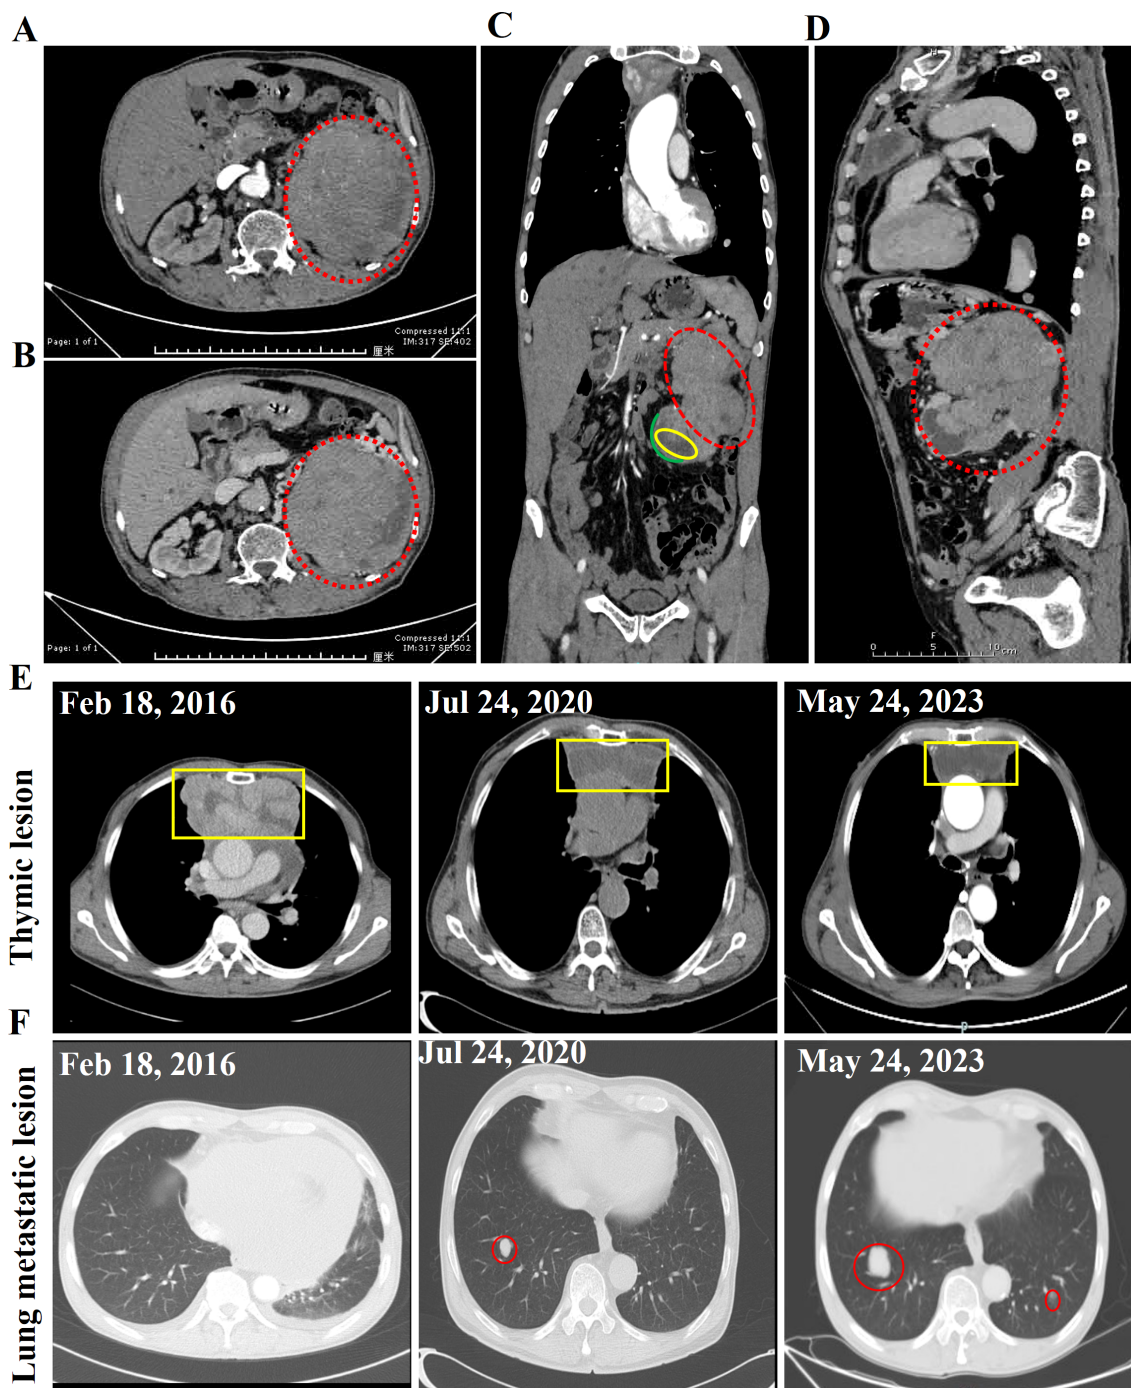 A
C
D
Page: 1 of 1
Compressed 11:1
IM:317 SE:402
厘米
B
Page: 1 of 1
Compressed 11:1
IM:317 SE:502
厘米
H
F
0 5 10 cm
E
Thymic lesion
Feb 18, 2016
Jul 24, 2020
May 24, 2023
P
F
Lung metastatic lesion
Feb 18, 2016
Jul 24, 2020
May 24, 2023